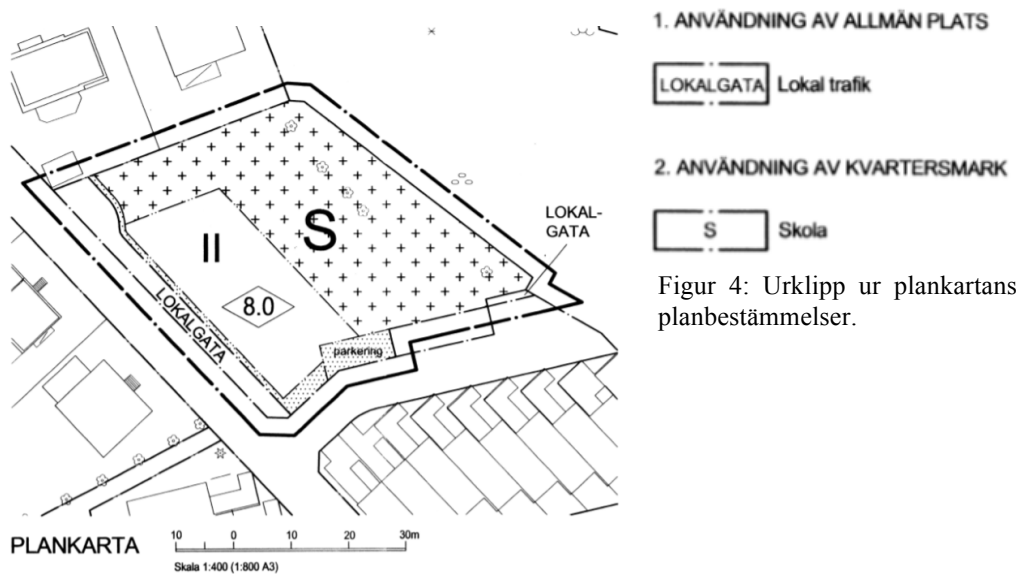 1. ANVÄNDNING AV ALLMÄN PLATS
LOKALGATA Lokal trafik
2. ANVÄNDNING AV KVARTERSMARK
S Skola
Figur 4: Urklipp ur plankartans
planbestämmelser.
LOKAL-
GATA
S
II
8.0
LOKALGATA
parkering
PLANKARTA
10 0 10 20 30m
Skala 1:400 (1:800 A3)